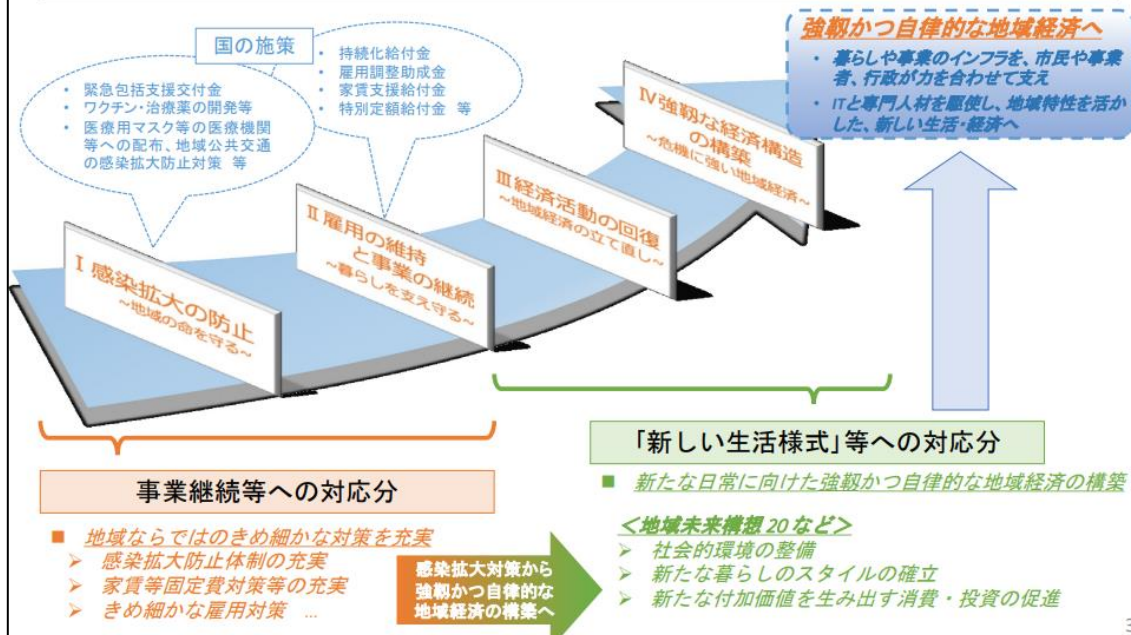 国の施策
緊急包括支援交付金
ワクチン・治療薬の開発等
医療用マスク等の医療機関
等への配布、地域公共交通
の感染拡大防止対策 等
持続化給付金
雇用調整助成金
家賃支援給付金
特別定額給付金 等
強靱かつ自律的な地域経済へ
暮らしや事業のインフラを、市民や事業
者、行政が力を合わせて支え
ITと専門人材を駆使し、地域特性を活か
した、新しい生活・経済へ
Ⅰ感染拡大の防止
~地域の命を守る~
Ⅱ雇用の維持
と事業の継続
~暮らしを支え守る~
Ⅲ経済活動の回復
~地域経済の立て直し~
Ⅳ強靱な経済構造
の構築
~危機に強い地域経済~
事業継続等への対応分
地域ならではのきめ細かな対策を充実
感染拡大防止体制の充実
家賃等固定費対策等の充実
きめ細かな雇用対策 …
感染拡大対策から
強靱かつ自律的な
地域経済の構築へ
「新しい生活様式」等への対応分
新たな日常に向けた強靱かつ自律的な地域経済の構築
<地域未来構想20など>
社会的環境の整備
新たな暮らしのスタイルの確立
新たな付加価値を生み出す消費・投資の促進